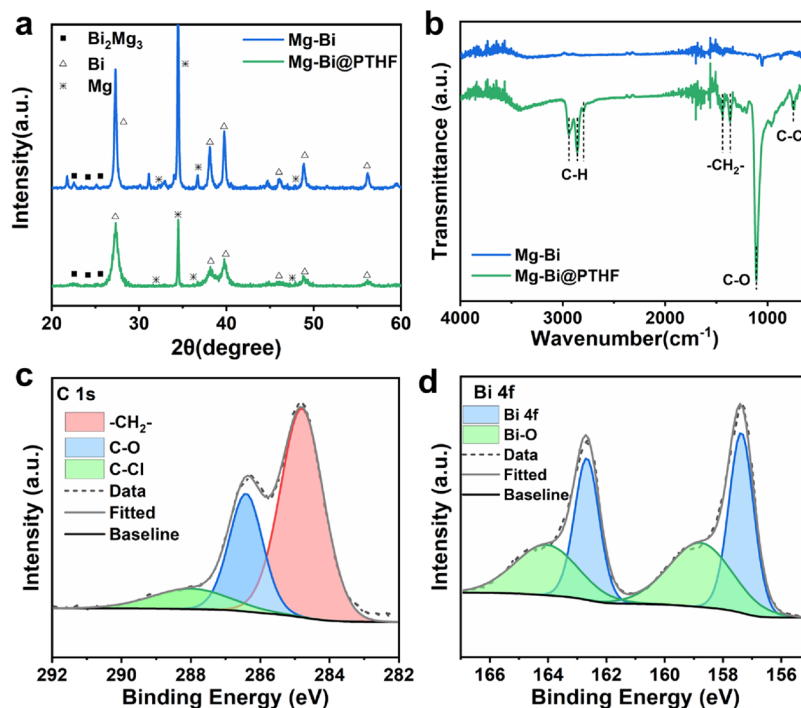 a
■ Bi₂Mg₃
△ Bi
✳ Mg
Mg-Bi
Mg-Bi@PTHF
Intensity(a.u.)
20 30 40 50 60
2θ(degree)
b
C-H
-CH₂-
C-O
Mg-Bi
Mg-Bi@PTHF
Transmittance (a.u.)
4000 3000 2000 1000
Wavenumber(cm⁻¹)
c
C 1s
-CH₂-
C-O
C-Cl
Data
Fitted
Baseline
Intensity (a.u.)
292 290 288 286 284 282
Binding Energy (eV)
d
Bi 4f
Bi 4f
Bi-O
Data
Fitted
Baseline
Intensity (a.u.)
166 164 162 160 158 156
Binding Energy (eV)